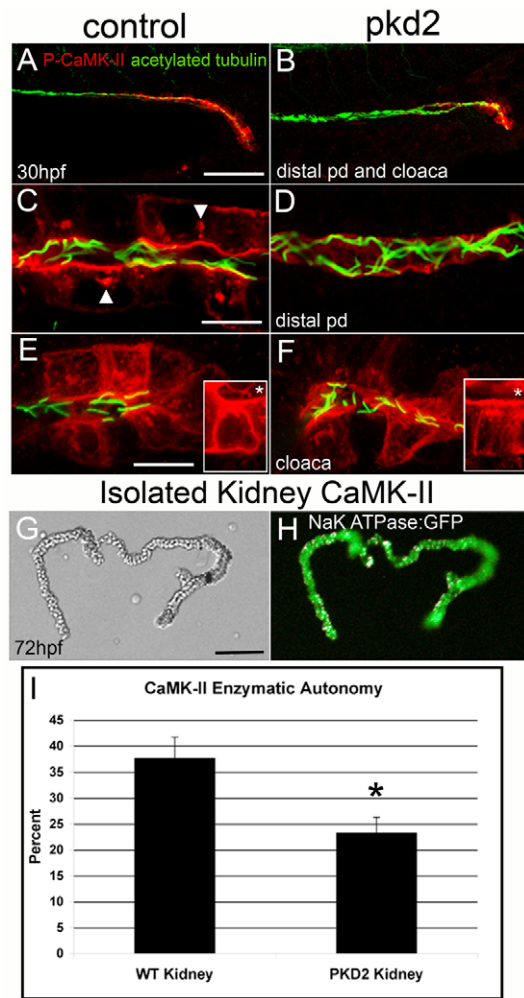 control pkd2
A P-CaMK-II acetylated tubulin B
30hpf distal pd and cloaca
C D
distal pd
E * F *
cloaca
Isolated Kidney CaMK-II
G H NaK ATPase:GFP
72hpf
I CaMK-II Enzymatic Autonomy
45
40
35
30
25
20
15
10
5
0
Percent
*
WT Kidney PKD2 Kidney